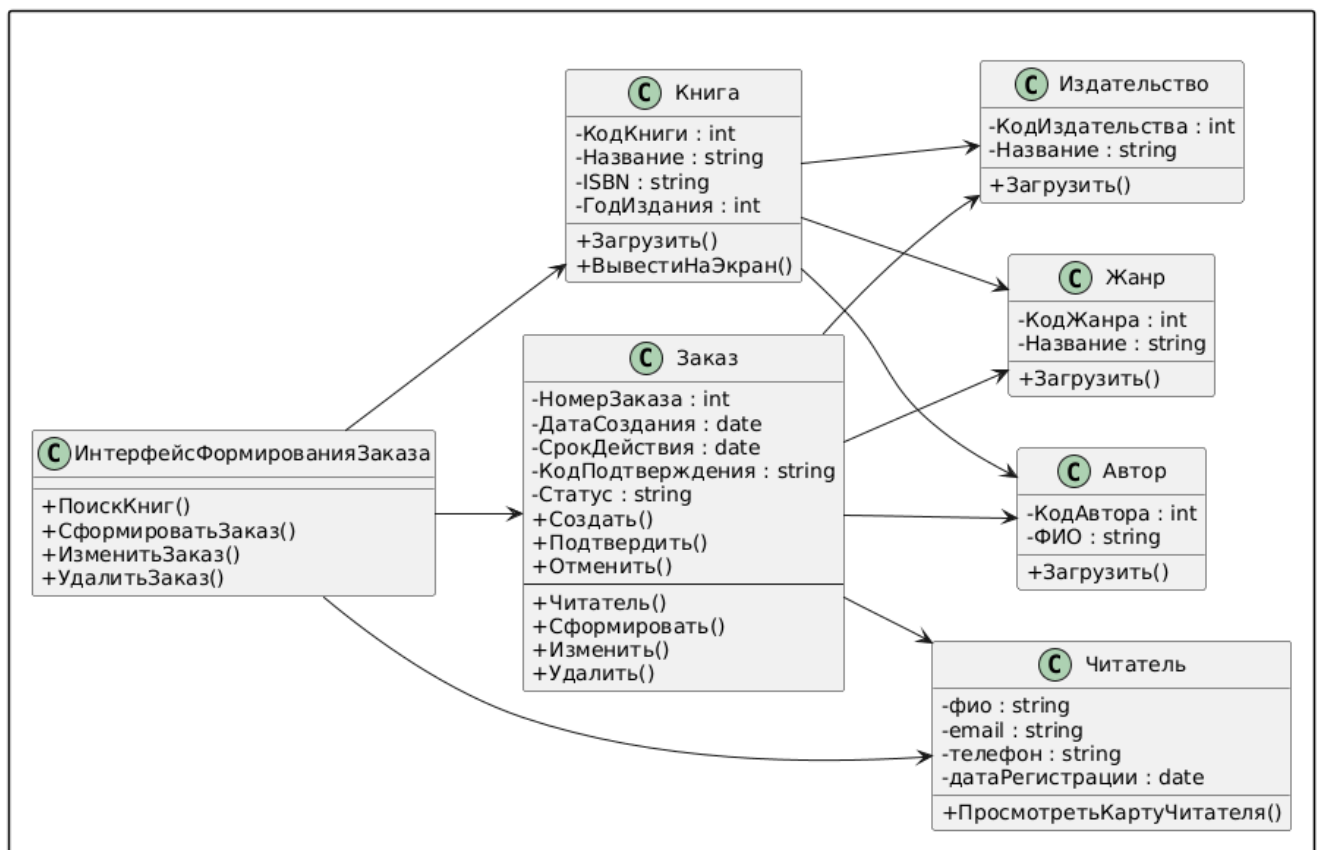 C ИнтерфейсФормированияЗаказа
+ПоискКниг()
+СформироватьЗаказ()
+ИзменитьЗаказ()
+УдалитьЗаказ()
C Книга
-КодКниги : int
-Название : string
-ISBN : string
-ГодИздания : int
+Загрузить()
+ВывестиНаЭкран()
C Заказ
-НомерЗаказа : int
-ДатаСоздания : date
-СрокДействия : date
-КодПодтверждения : string
-Статус : string
+Создать()
+Подтвердить()
+Отменить()
+Читатель()
+Сформировать()
+Изменить()
+Удалить()
C Издательство
-КодИздательства : int
-Название : string
+Загрузить()
C Жанр
-КодЖанра : int
-Название : string
+Загрузить()
C Автор
-КодАвтора : int
-ФИО : string
+Загрузить()
C Читатель
-фио : string
-email : string
-телефон : string
-датаРегистрации : date
+ПросмотретьКартуЧитателя()